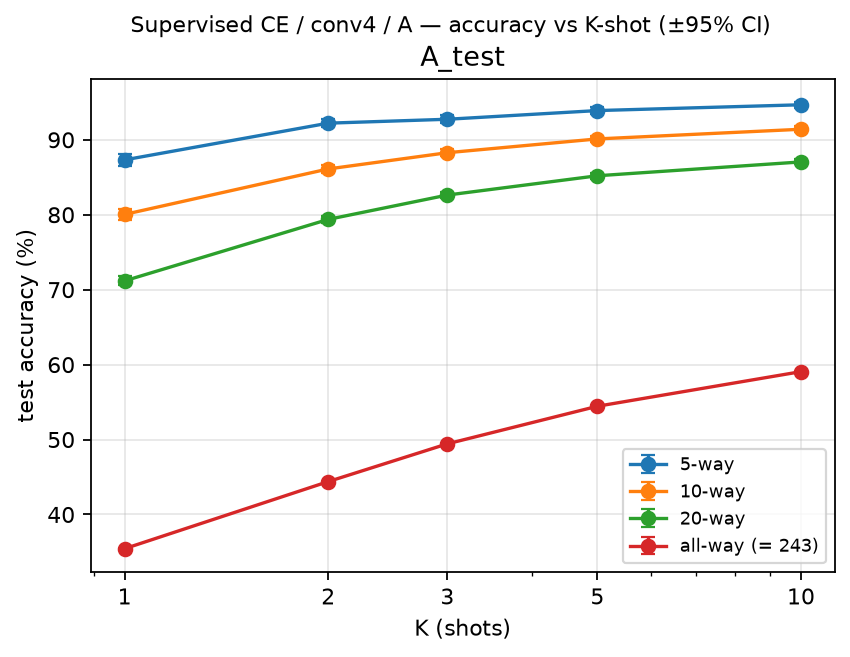 Supervised CE / conv4 / A — accuracy vs K-shot (±95% CI)
A_test
test accuracy (%)
90
80
70
60
50
40
1 2 3 5 10
K (shots)
5-way
10-way
20-way
all-way (= 243)